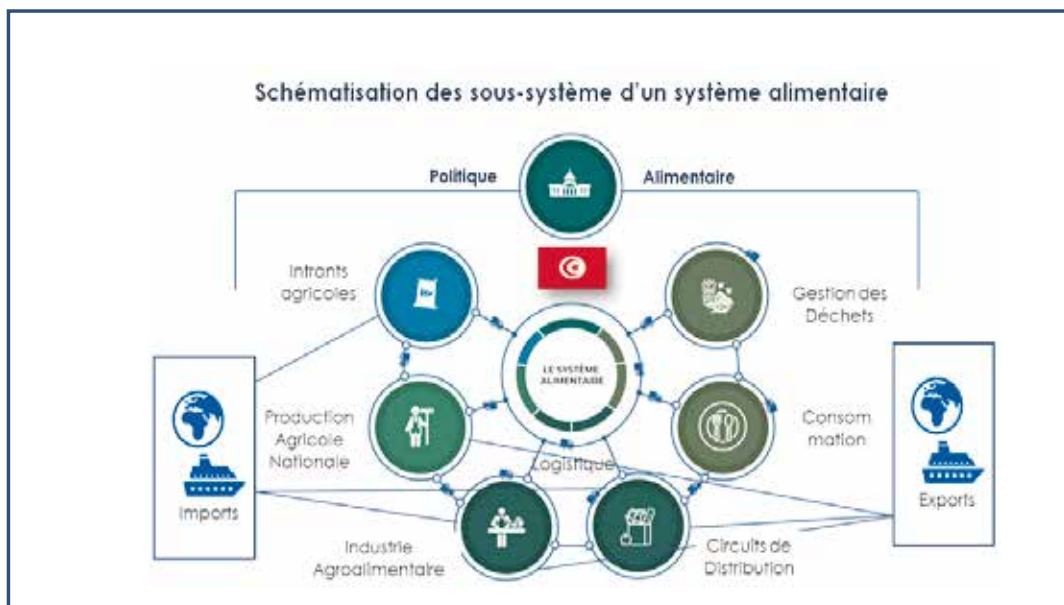 Schématisation des sous-système d'un système alimentaire
Politique
Alimentaire
Intrants
agricoles
Gestion des
Déchets
LE SYSTÈME
ALIMENTAIRE
Production
Agricole
Nationale
Consom
mation
Logistique
Imports
Exports
Industrie
Agroalimentaire
Circuits de
Distribution